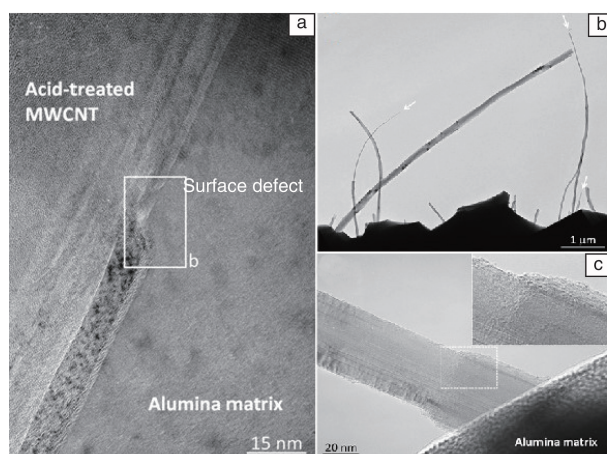 a
Acid-treated
MWCNT
Surface defect
b
Alumina matrix
15 nm
b
1 µm
c
20 nm
Alumina matrix